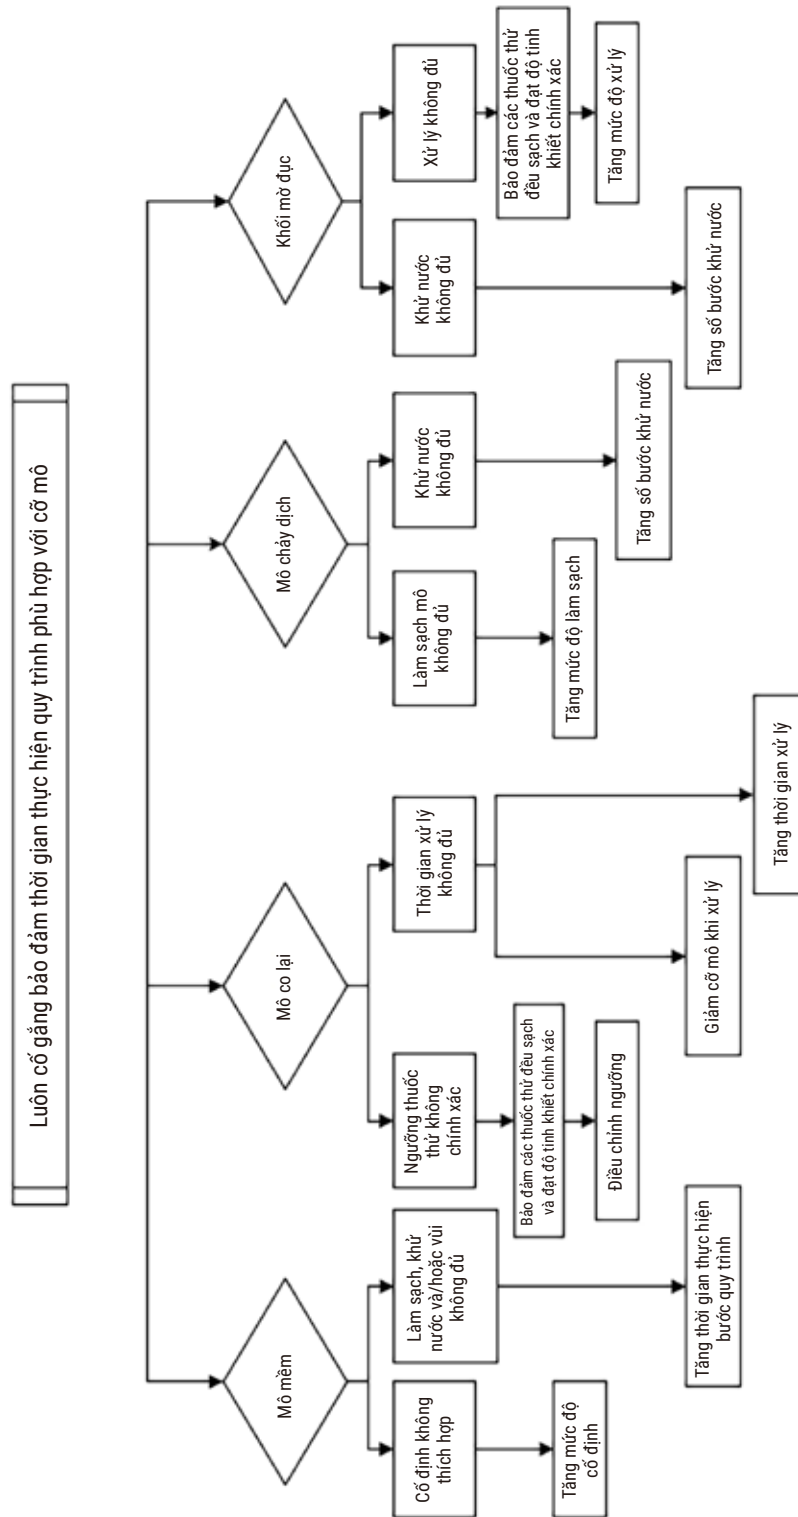 Luôn cố gắng bảo đảm thời gian thực hiện quy trình phù hợp với cỡ mô
Mô mềm
Mô co lại
Mô chảy dịch
Khối mờ đục
Cố định không
thích hợp
Làm sạch, khử
nước và/hoặc vùi
không đủ
Ngưỡng thuốc
thử không
chính xác
Thời gian xử lý
không đủ
Làm sạch mô
không đủ
Khử nước
không đủ
Khử nước
không đủ
Xử lý không đủ
Bảo đảm các thuốc thử đều sạch
và đạt độ tinh khiết chính xác
Bảo đảm các thuốc thử
đều sạch và đạt độ tinh
khiết chính xác
Tăng mức độ
cố định
Điều chỉnh ngưỡng
Tăng mức độ làm sạch
Tăng số bước khử nước
Tăng mức độ xử lý
Tăng thời gian thực hiện
bước quy trình
Giảm cỡ mô khi xử lý
Tăng số bước khử nước
Tăng thời gian xử lý